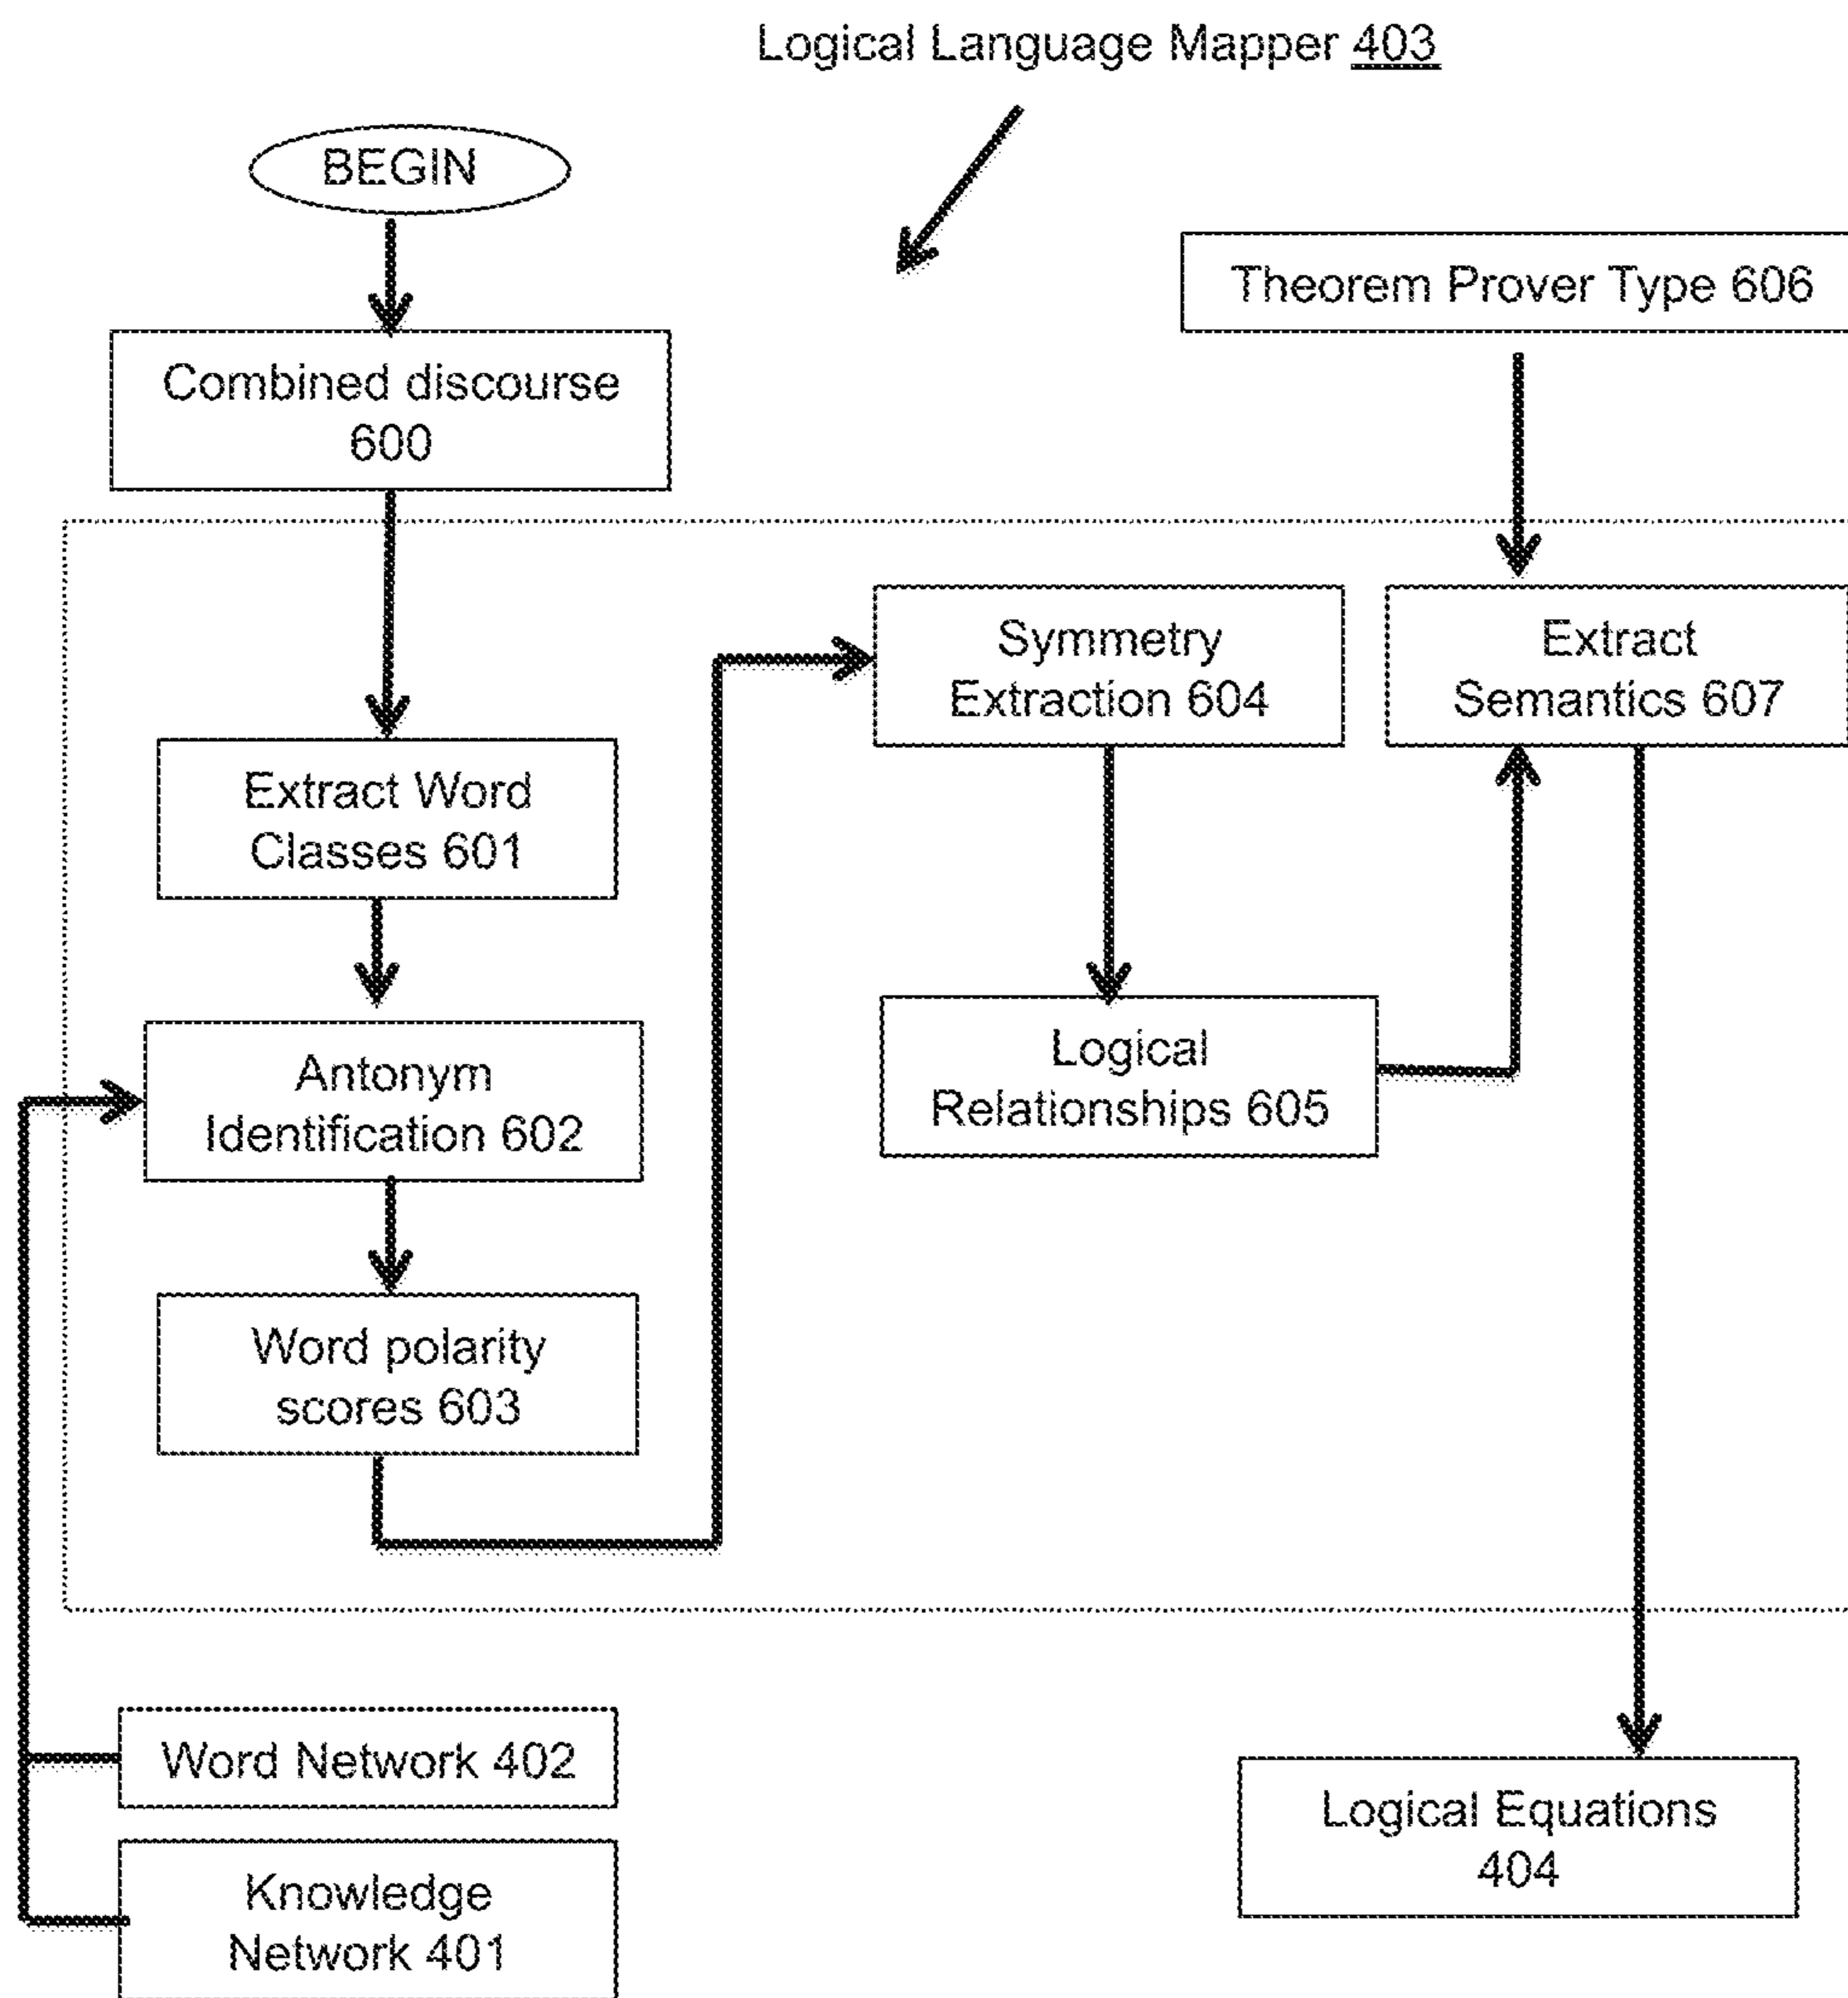 Logical Language Mapper 403
BEGIN
Theorem Prover Type 606
Combined discourse
600
Symmetry
Extraction 604
Extract
Semantics 607
Extract Word
Classes 601
Logical
Relationships 605
Antonym
Identification 602
Word polarity
scores 603
Word Network 402
Logical Equations
404
Knowledge
Network 401